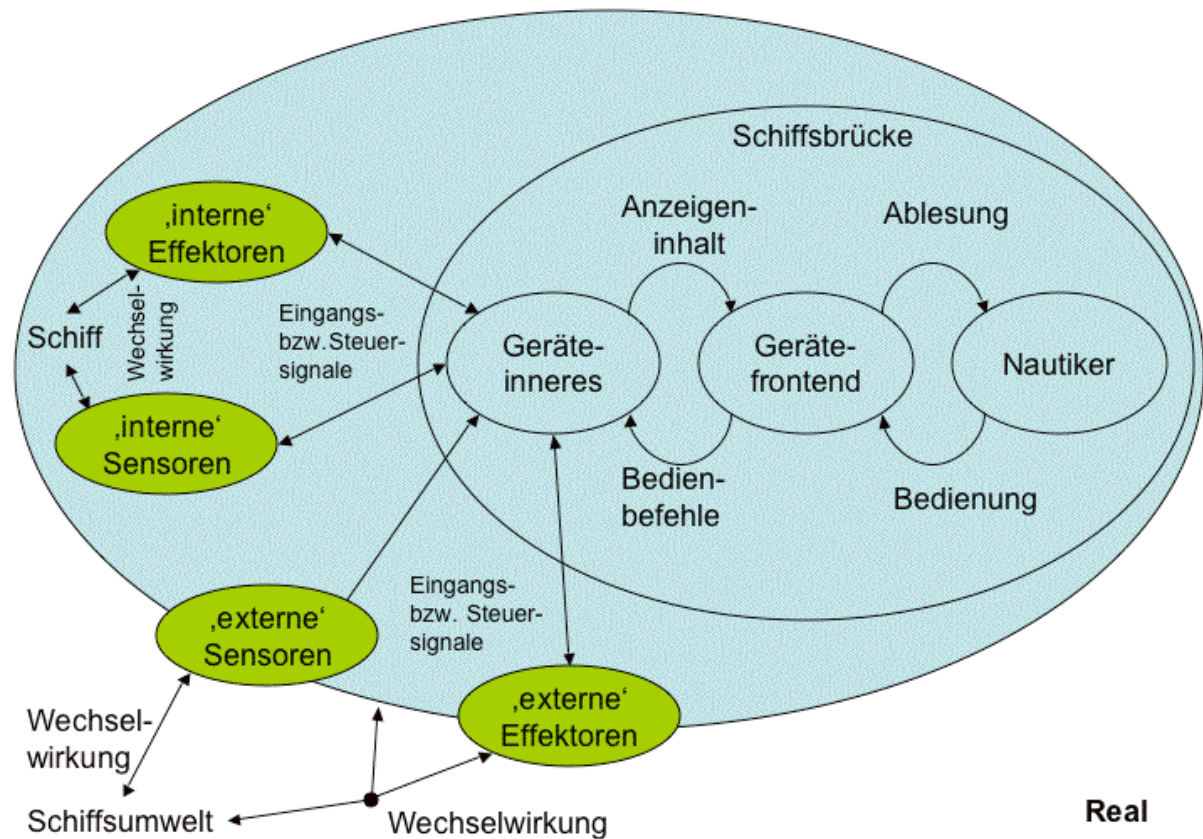 Schiffsbrücke
Anzeigen-
inhalt
Ablesung
‚interne‘
Effektoren
Schiff
Wechsel-
wirkung
Eingangs-
bzw. Steuer-
signale
Geräte-
inneres
Geräte-
frontend
Nautiker
‚interne‘
Sensoren
Bedien-
befehle
Bedienung
‚externe‘
Sensoren
Eingangs-
bzw. Steuer-
signale
‚externe‘
Effektoren
Wechsel-
wirkung
Schiffsumwelt
Wechselwirkung
Real